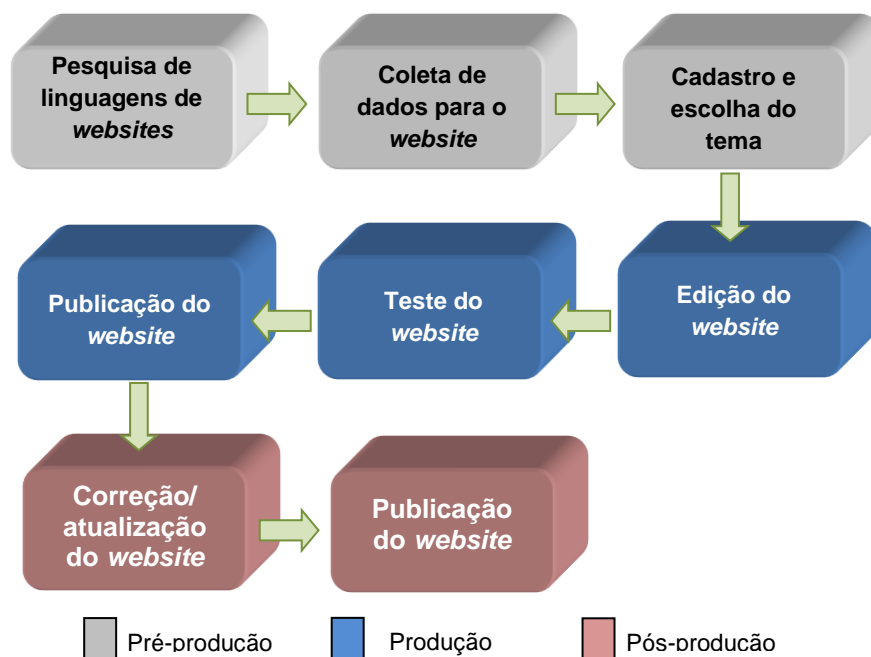 Pesquisa de
linguagens de
websites
Coleta de
dados para o
website
Cadastro e
escolha do
tema
Edição do
website
Teste do
website
Publicação do
website
Correção/
atualização
do website
Publicação
do website
Pré-produção
Produção
Pós-produção